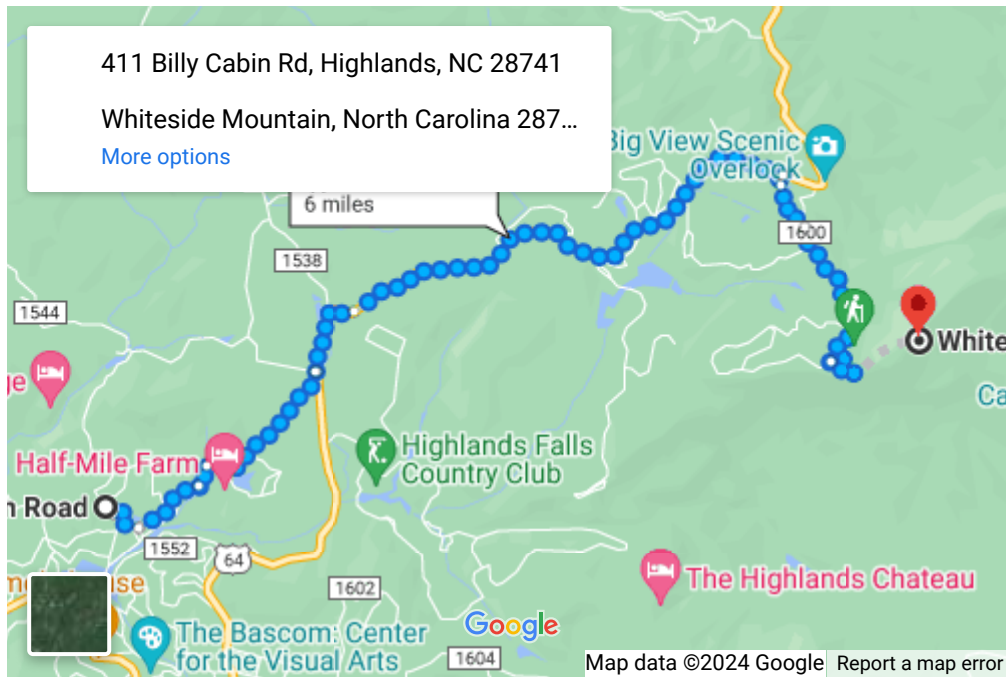 411 Billy Cabin Rd, Highlands, NC 28741
Whiteside Mountain, North Carolina 287...
More options
Big View Scenic
Overlook
6 miles
1600
1538
1544
White
ge
Ca
Highlands Falls
Country Club
Half-Mile Farm
n Road
1552
64
1602
The Highlands Chateau
The Bascom: Center
for the Visual Arts
Google
1604
Map data ©2024 Google
Report a map error